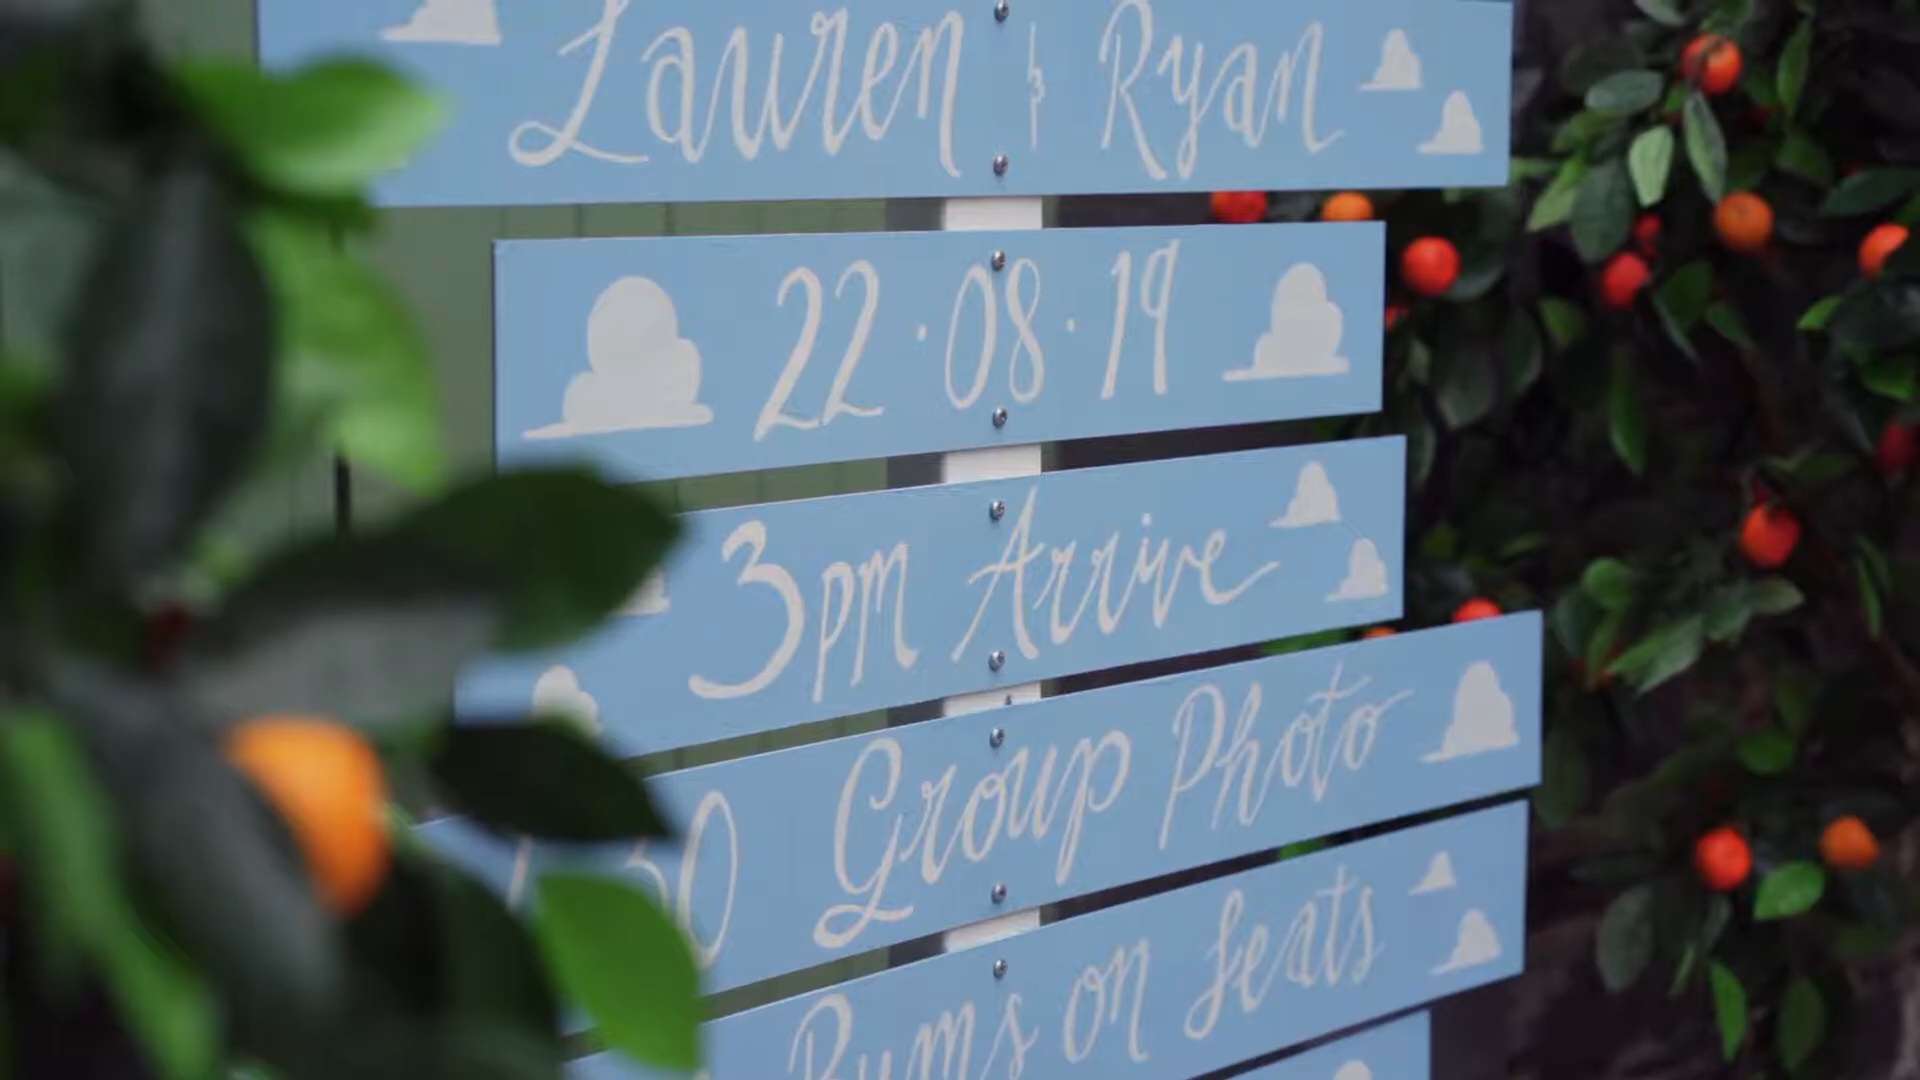 Lauren & Ryan
22.08.19
3pm Arrive
Group Photo
Bums on Seats